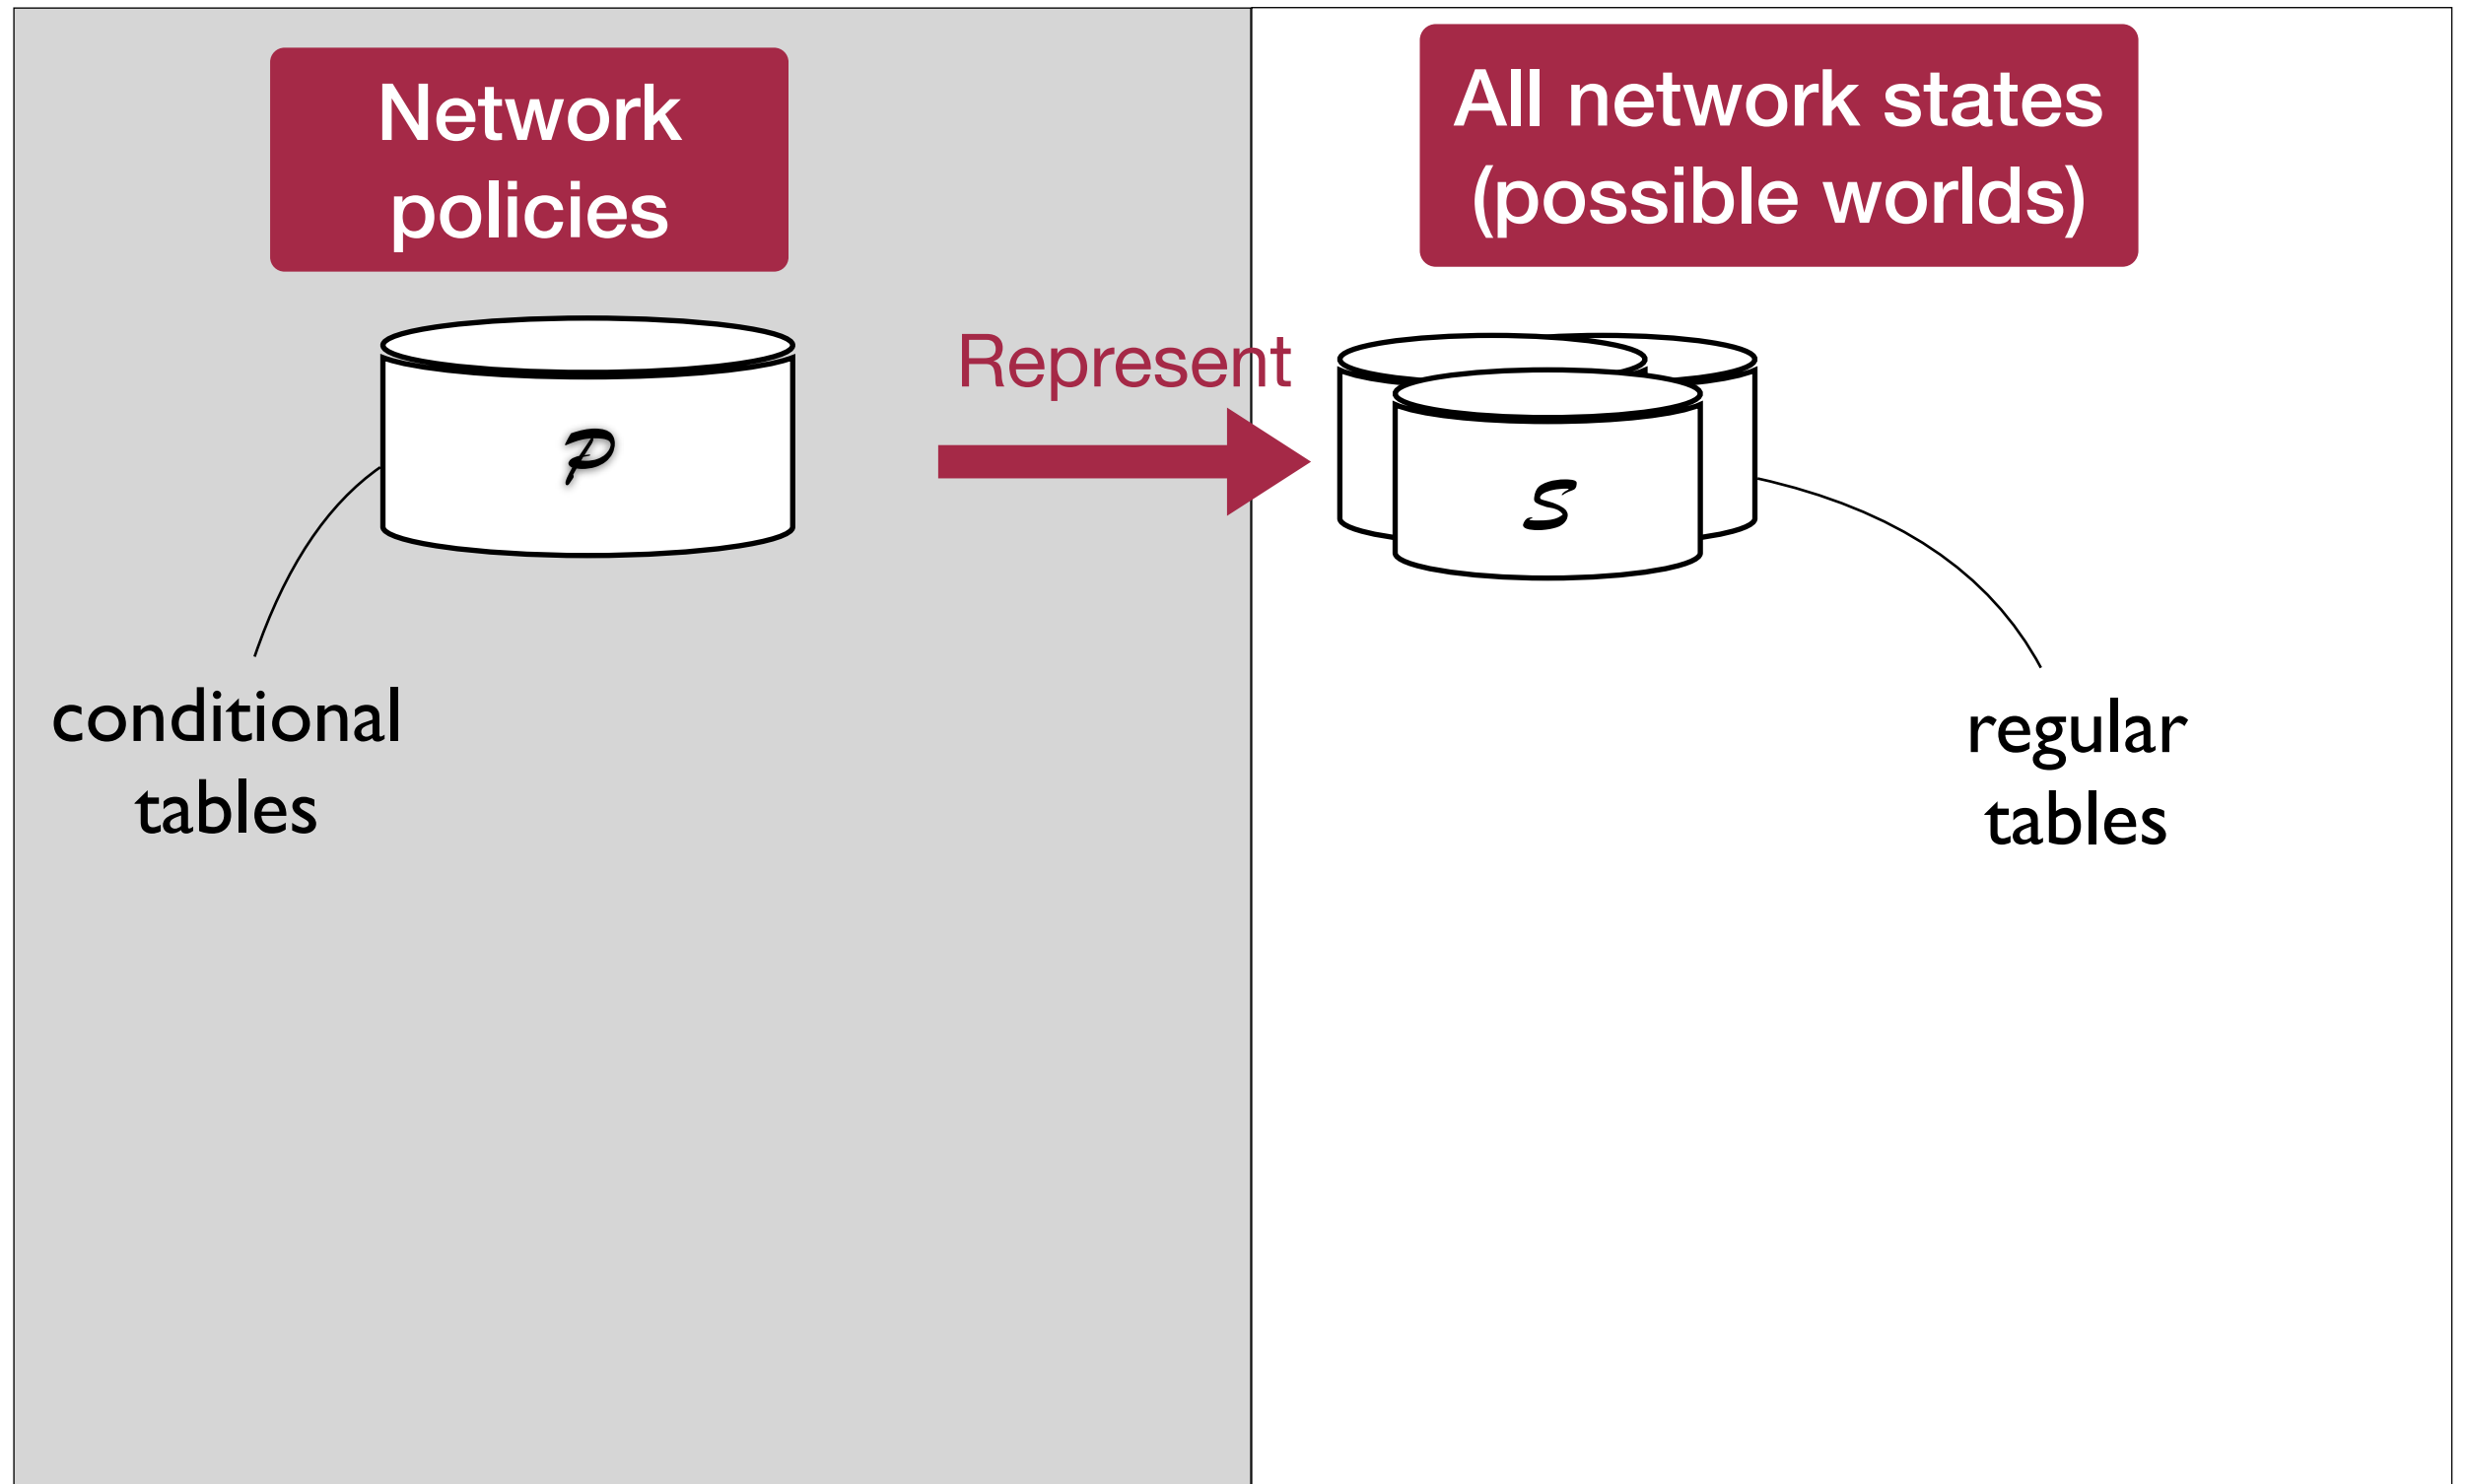 Network
policies
All network states
(possible worlds)
Represent
P
S
conditional
tables
regular
tables